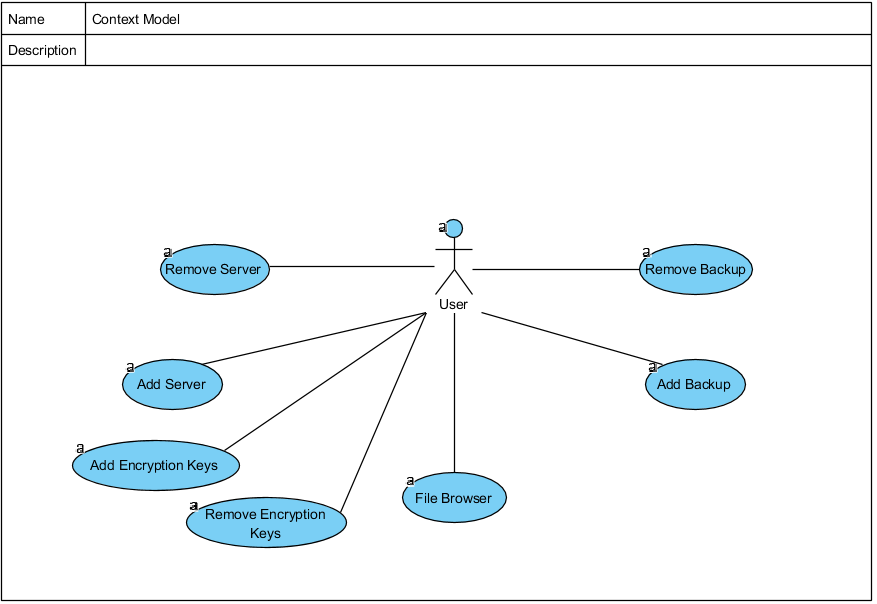 Name Context Model
Description
a
User
a
Remove Server
a
Remove Backup
a
Add Server
a
Add Backup
a
Add Encryption Keys
a
Remove Encryption
Keys
a
File Browser